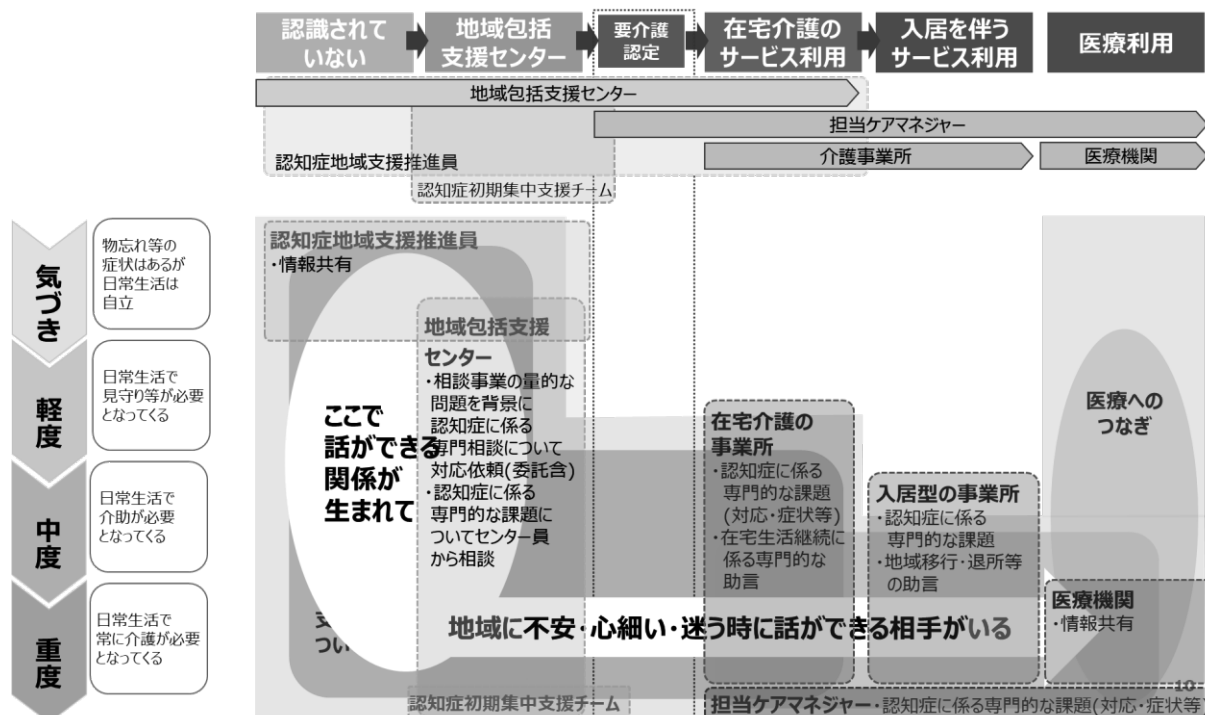 認識されて
いない
地域包括
支援センター
要介護
認定
在宅介護の
サービス利用
入居を伴う
サービス利用
医療利用
地域包括支援センター
担当ケアマネジャー
介護事業所
医療機関
認知症地域支援推進員
認知症初期集中支援チーム
気づき
物忘れ等の
症状はあるが
日常生活は
自立
軽度
日常生活で
見守り等が必要
となってくる
中度
日常生活で
介助が必要
となってくる
重度
日常生活で
常に介護が必要
となってくる
認知症地域支援推進員
・情報共有
ここで
話ができる
関係が
生まれて
地域包括支援
センター
・相談事業の量的な
問題を背景に
認知症に係る
専門相談について
対応依頼(委託含)
・認知症に係る
専門的な課題に
ついてセンター員
から相談
在宅介護の
事業所
・認知症に係る
専門的な課題
(対応・症状等)
・在宅生活継続に
係る専門的な
助言
入居型の事業所
・認知症に係る
専門的な課題
・地域移行・退所等
の助言
医療への
つなぎ
医療機関
・情報共有
つい
地域に不安・心細い・迷う時に話ができる相手がいる
認知症初期集中支援チーム
担当ケアマネジャー・認知症に係る専門的な課題(対応・症状等)
10